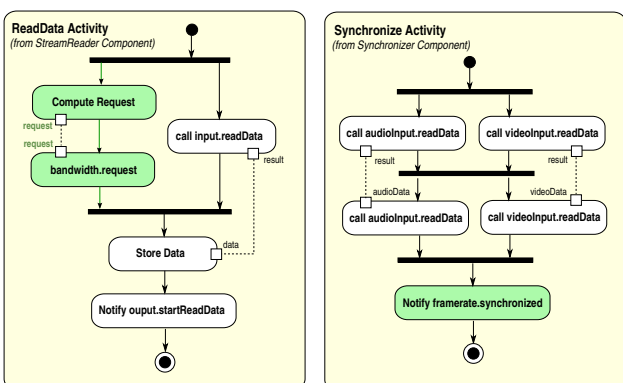 ReadData Activity
(from StreamReader Component)
Compute Request
request
request
bandwidth.request
call input.readData
result
Store Data
data
Notify ouput.startReadData
Synchronize Activity
(from Synchronizer Component)
call audioInput.readData
call videoInput.readData
result
result
audioData
videoData
call audioInput.readData
call videoInput.readData
Notify framerate.synchronized